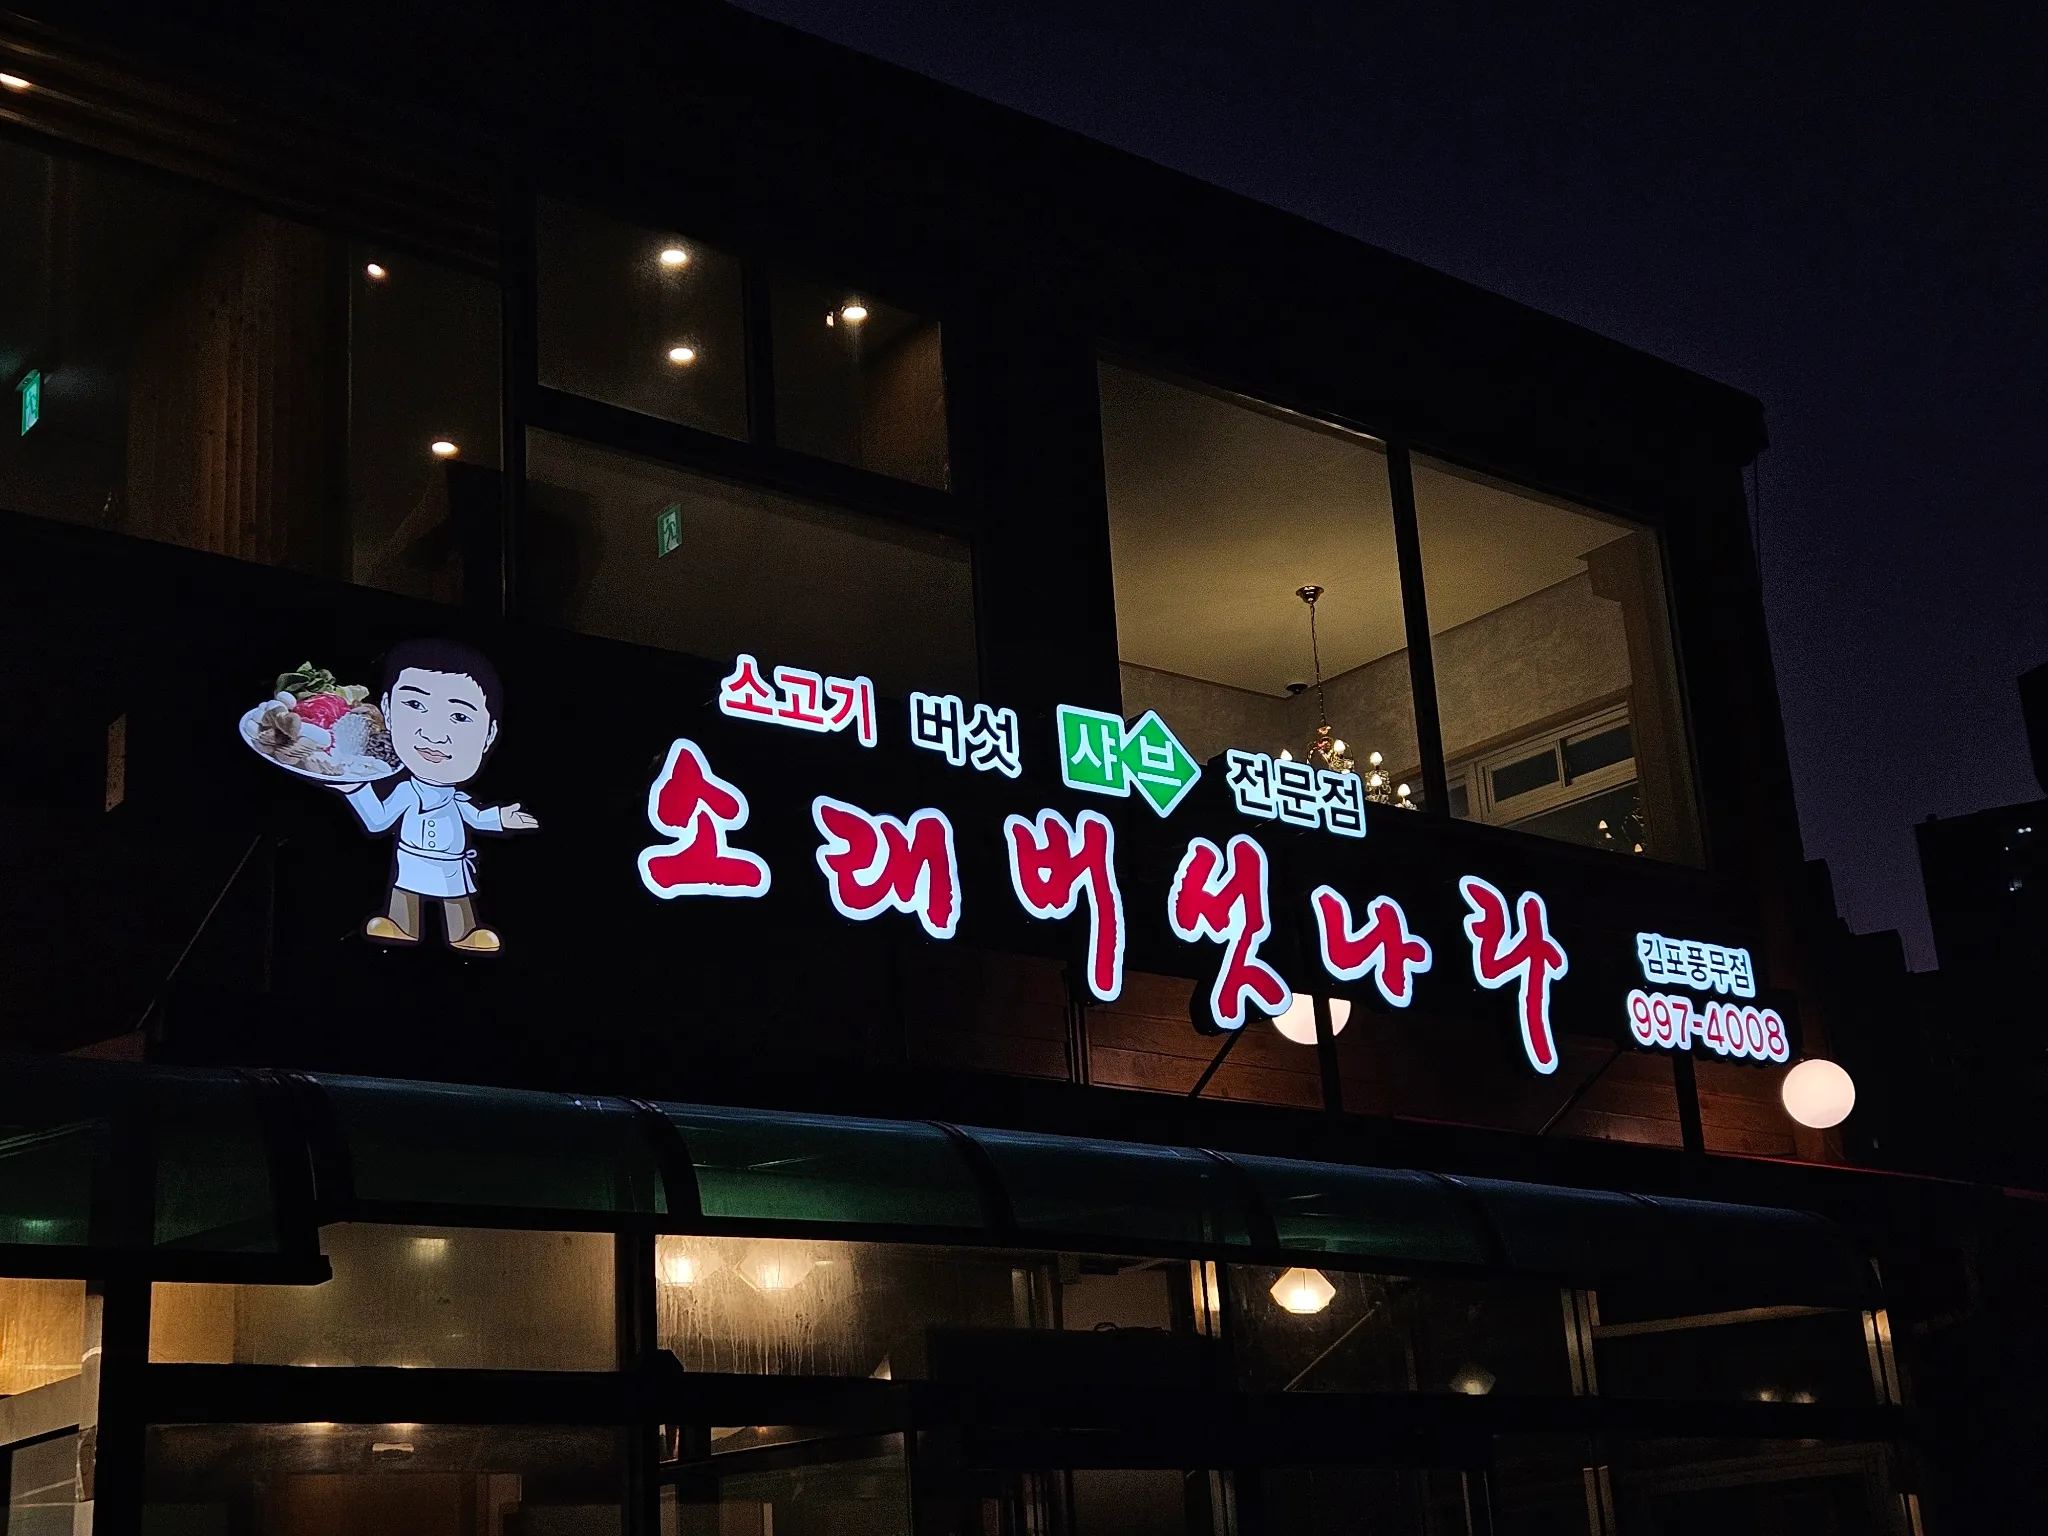 소고기 버섯 샤브 전문점
소래버섯나라
김포풍무점
997-4008